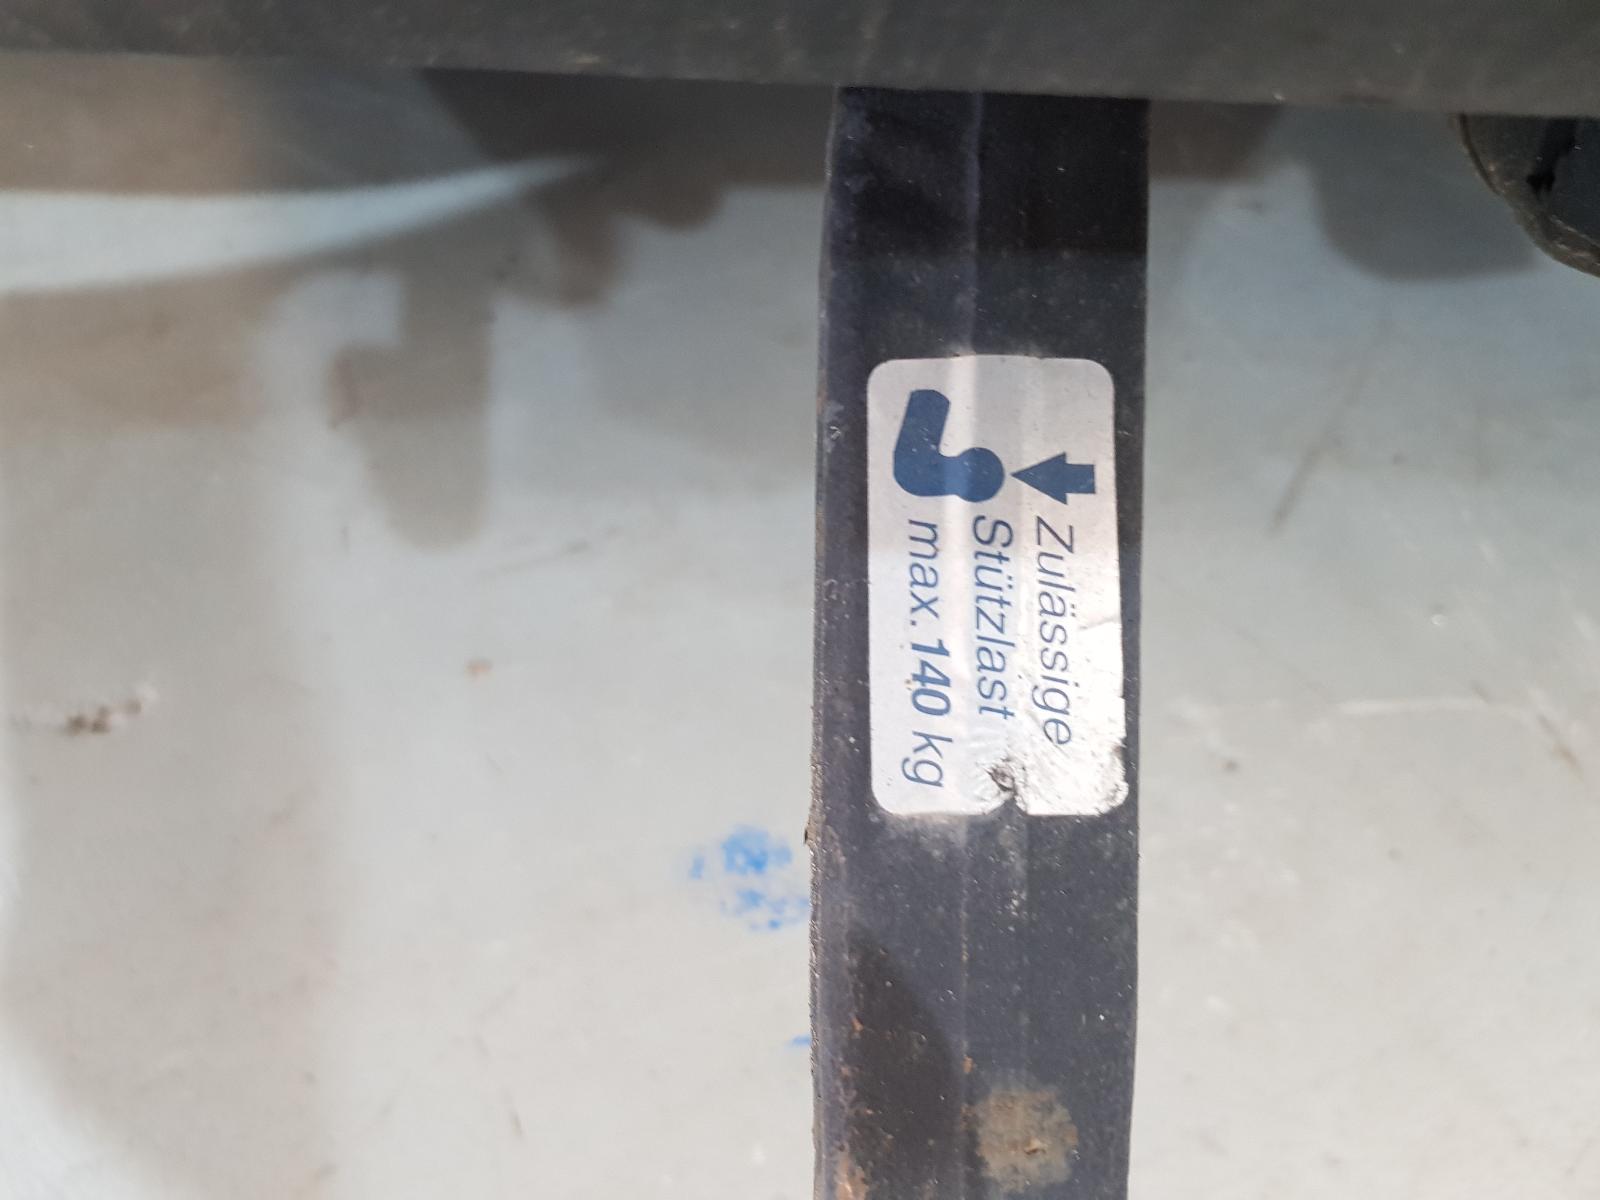 Zulässige
Stützlast
max. 140 kg